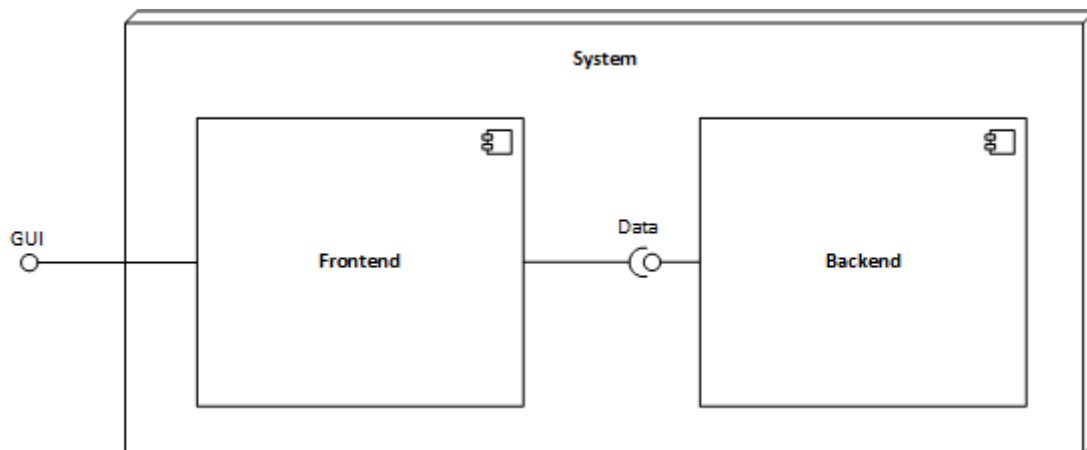 System
GUI
Frontend
Data
Backend